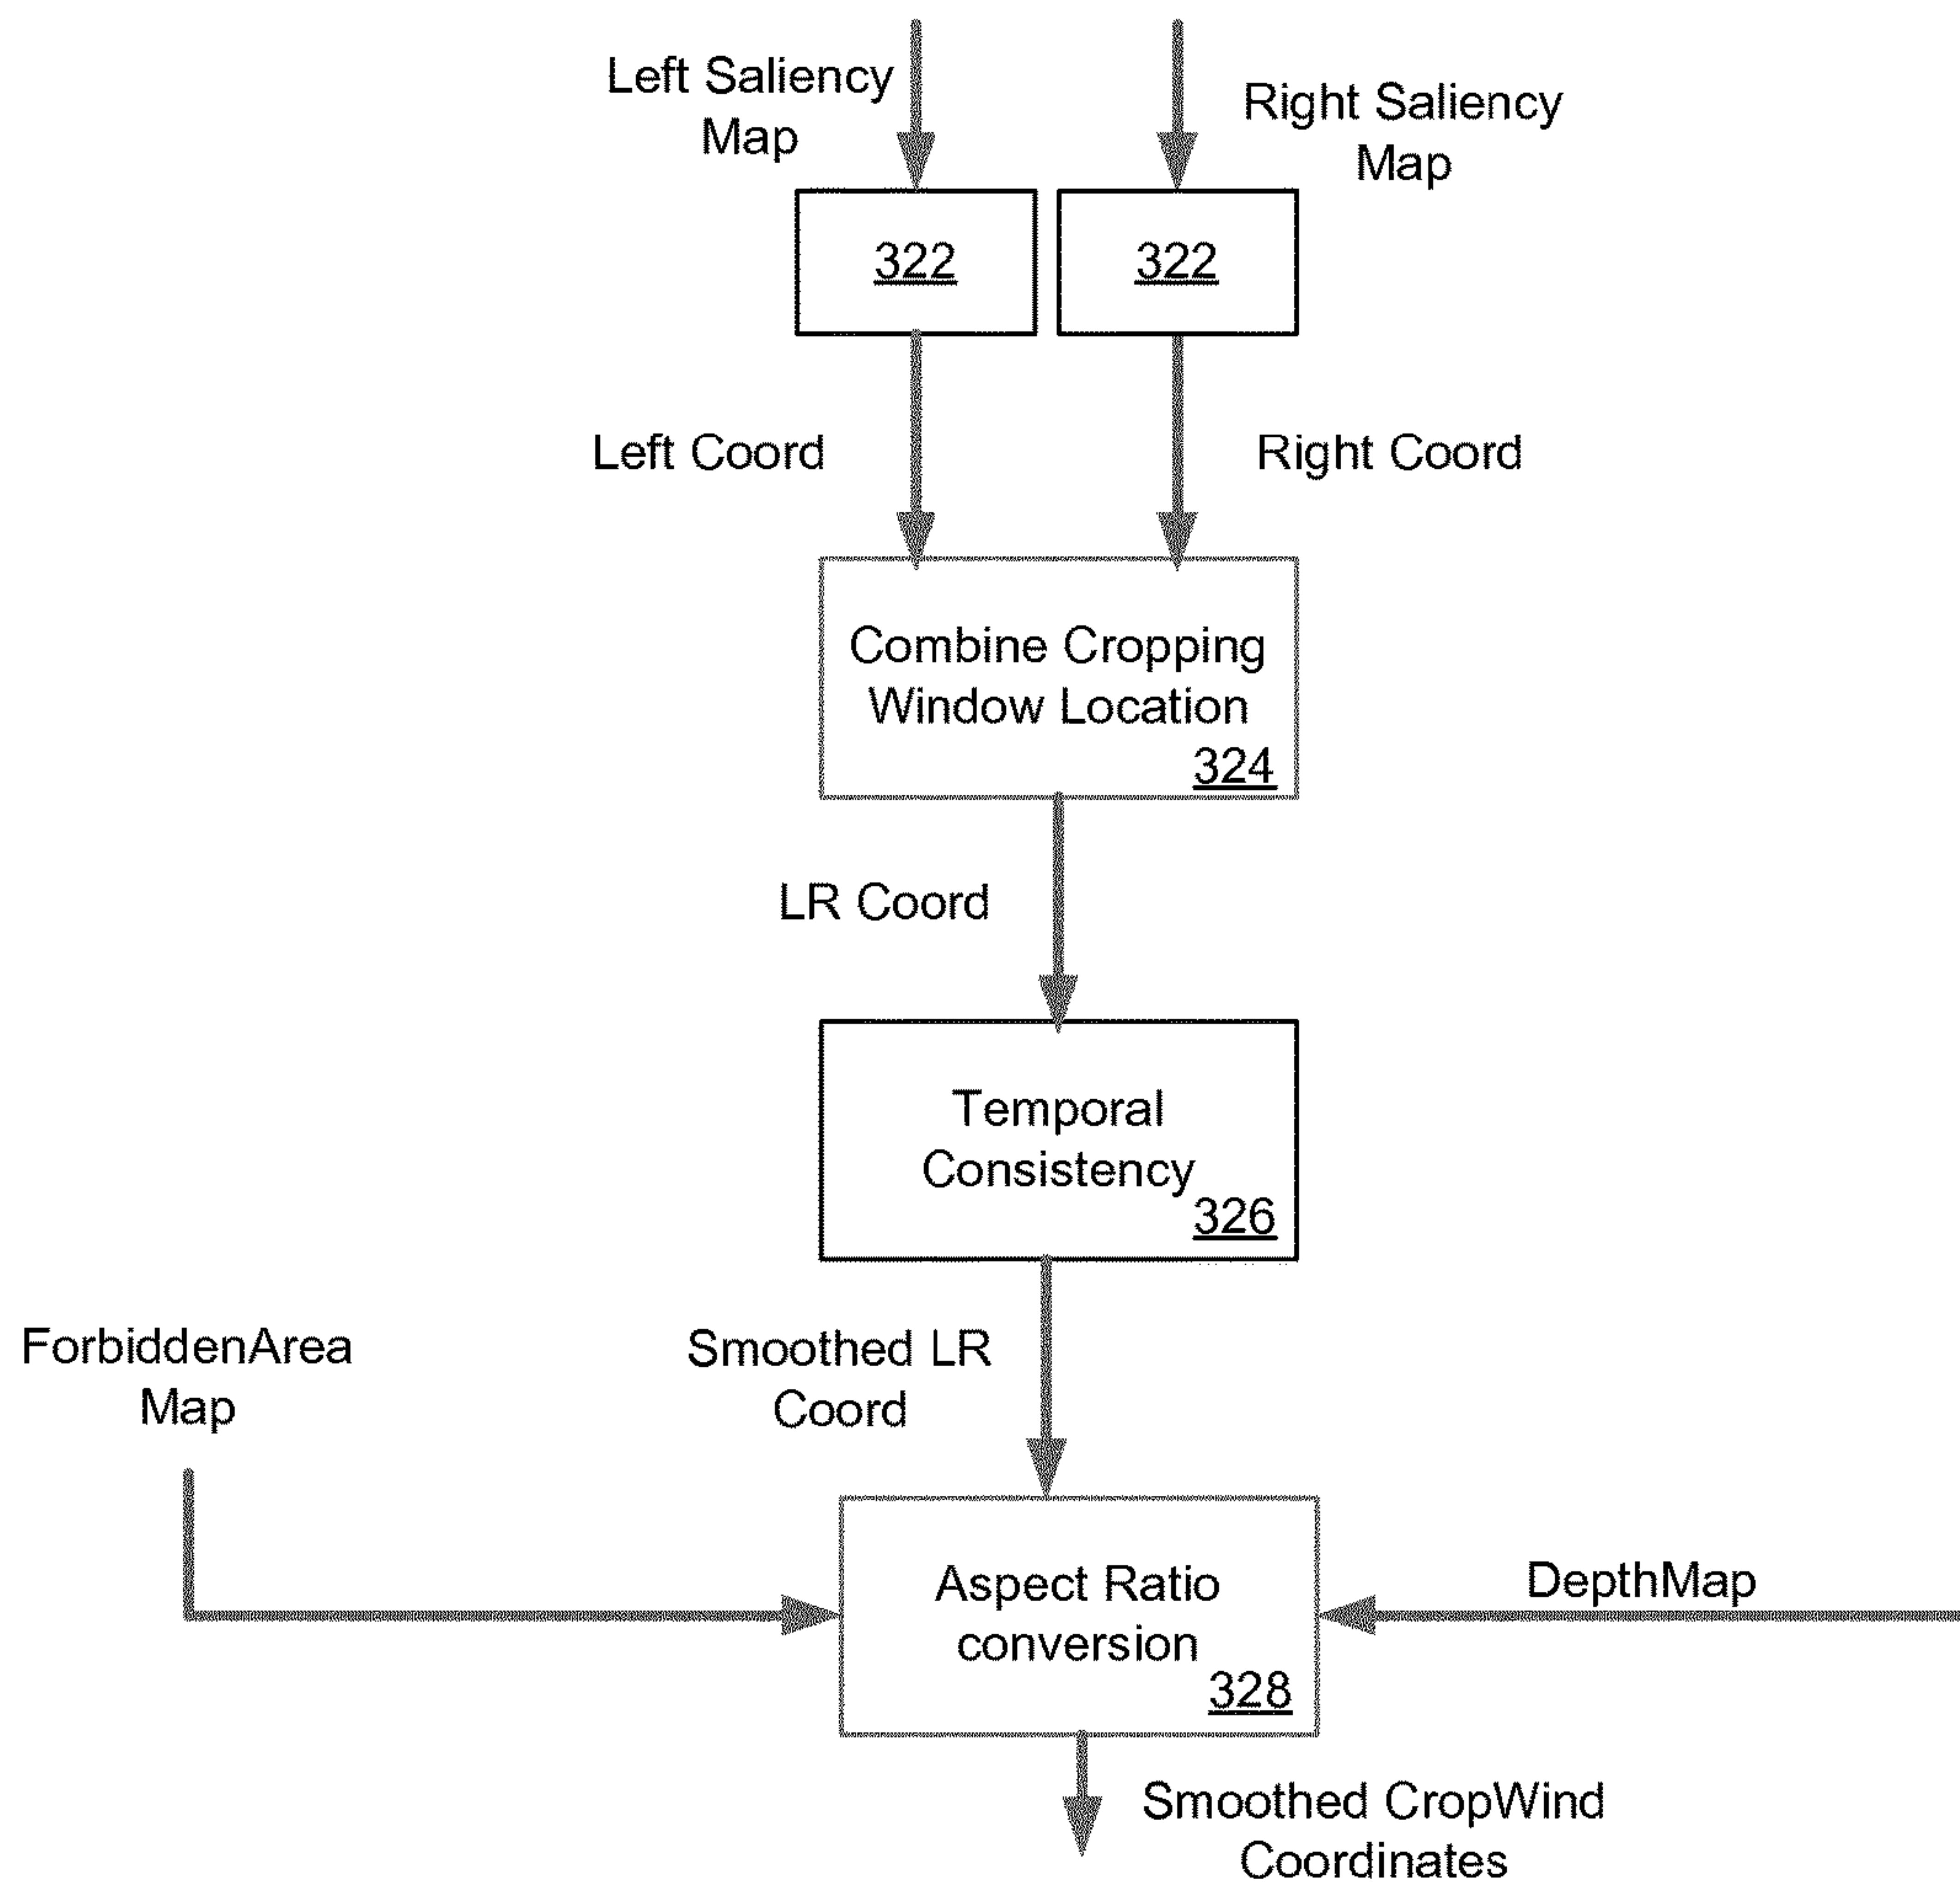 Left Saliency
Map
Right Saliency
Map
322
322
Left Coord
Right Coord
Combine Cropping
Window Location
324
LR Coord
Temporal
Consistency
326
ForbiddenArea
Map
Smoothed LR
Coord
Aspect Ratio
conversion
328
DepthMap
Smoothed CropWind
Coordinates